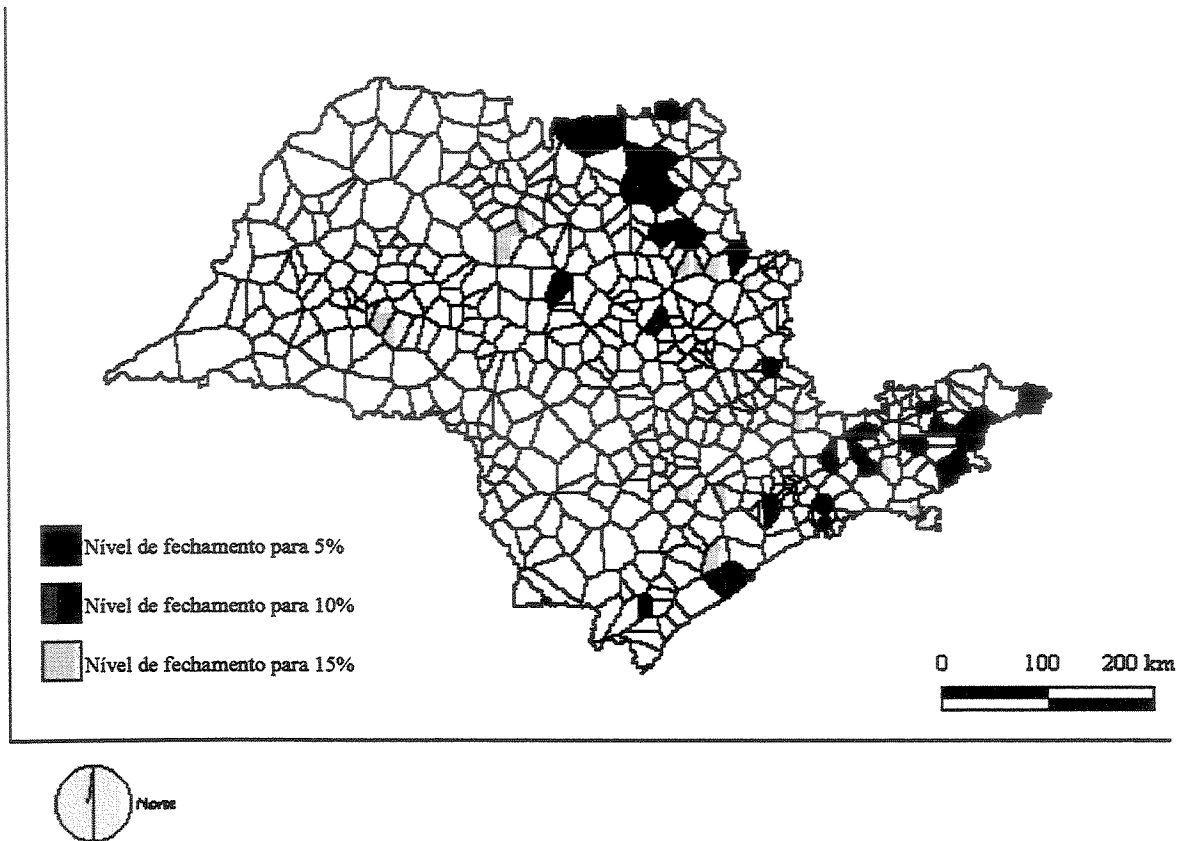 Nível de fechamento para 5%
Nível de fechamento para 10%
Nível de fechamento para 15%
0 100 200 km
Norte